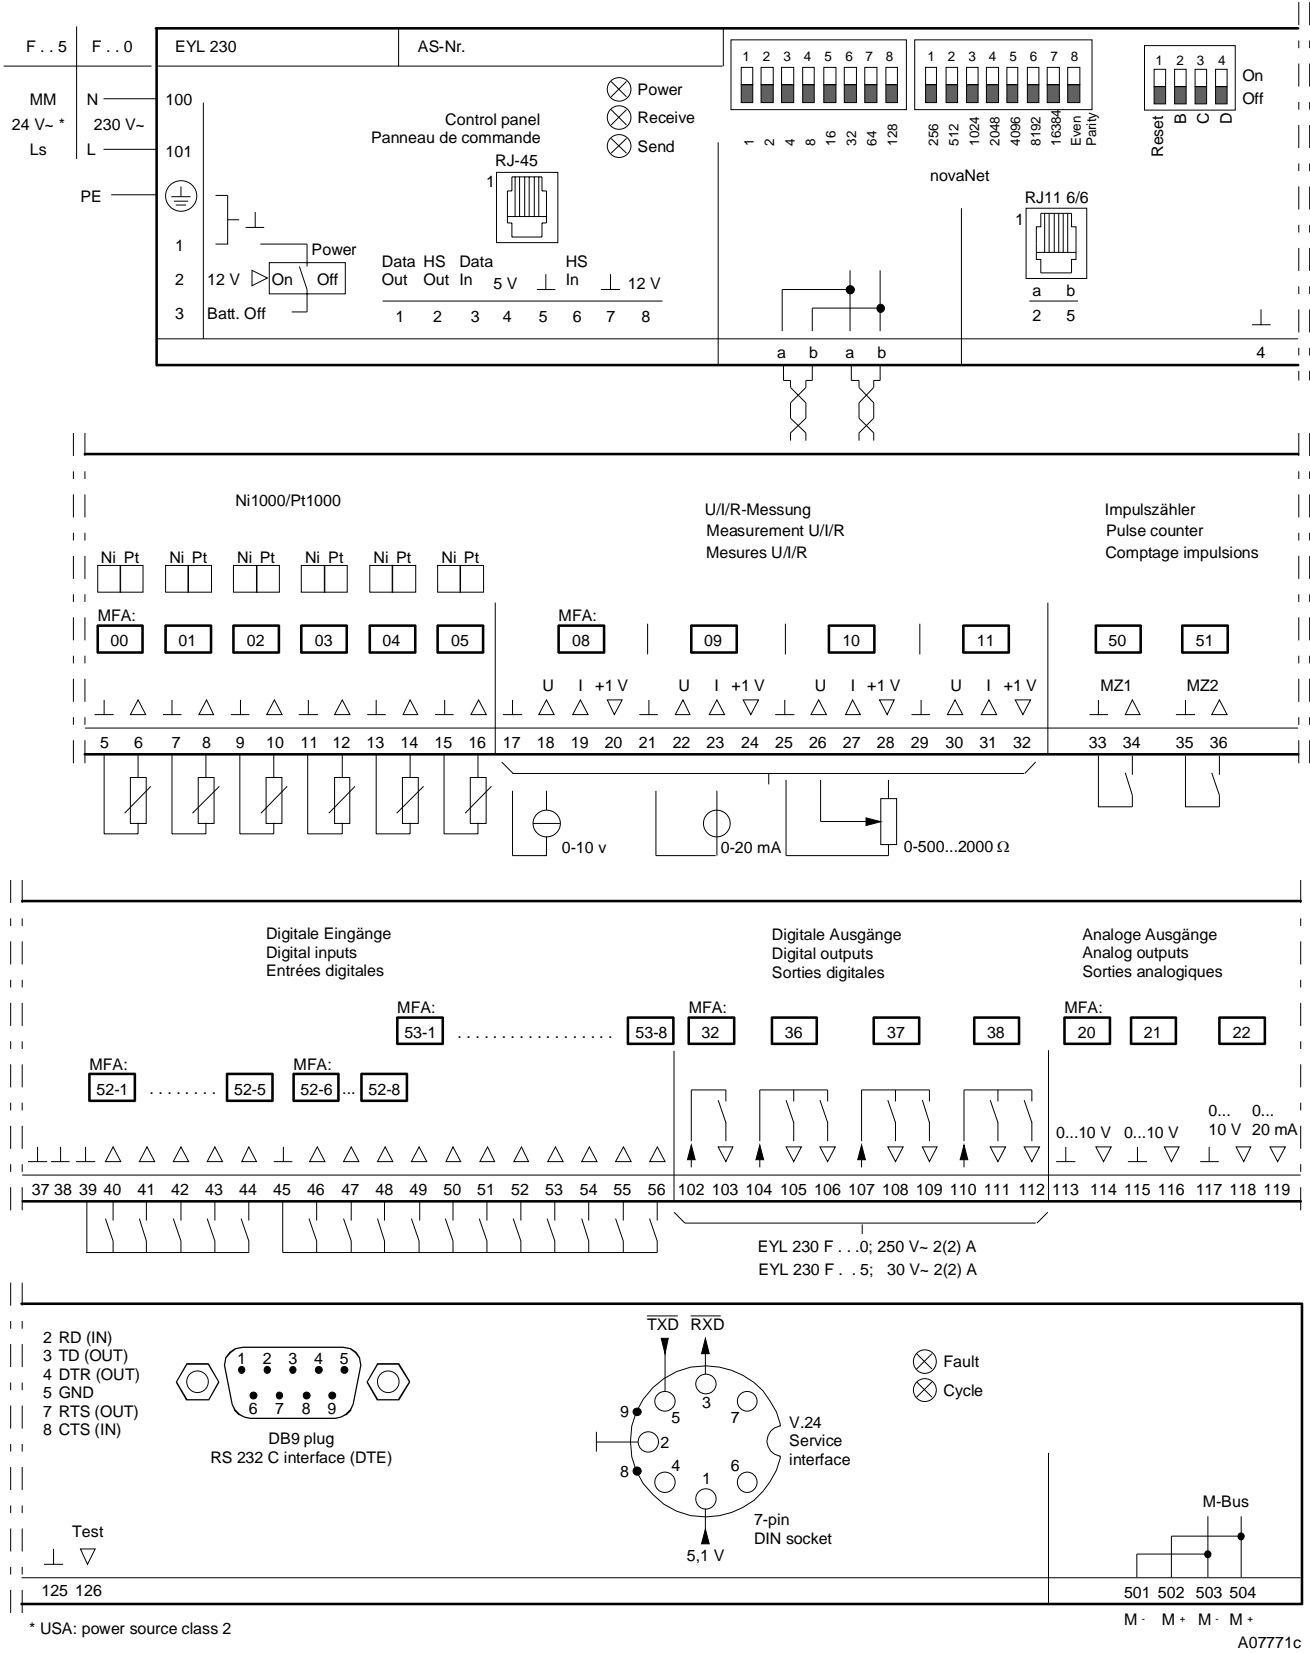 F . . 5 F . . 0 EYL 230 AS-Nr.
MM N 100
24 V~ * 230 V~
Ls L 101
PE
1
2 12 V On Off
Power
3 Batt. Off
Control panel
Panneau de commande
RJ-45
1
Data HS Data HS
Out Out In 5 V In 12 V
1 2 3 4 5 6 7 8
Power
Receive
Send
1 2 3 4 5 6 7 8
1 2 4 8 16 32 64 128
1 2 3 4 5 6 7 8
256 512 1024 2048 4096 8192 16384 Even Parity
novaNet
RJ11 6/6
1
a b
2 5
1 2 3 4
On
Off
Reset B C D
a b a b
4
Ni1000/Pt1000
Ni Pt Ni Pt Ni Pt Ni Pt Ni Pt Ni Pt
MFA:
00 01 02 03 04 05
U/I/R-Messung
Measurement U/I/R
Mesures U/I/R
MFA:
08 09 10 11
U I +1 V U I +1 V U I +1 V U I +1 V
Impulszähler
Pulse counter
Comptage impulsions
50 51
MZ1 MZ2
5 6 7 8 9 10 11 12 13 14 15 16 17 18 19 20 21 22 23 24 25 26 27 28 29 30 31 32 33 34 35 36
0-10 v 0-20 mA 0-500...2000 Ω
Digitale Eingänge
Digital inputs
Entrées digitales
MFA:
53-1 . . . . . . . . . . . . . . . . . . 53-8
MFA: MFA:
52-1 . . . . . . . . 52-5 52-6 ... 52-8
Digitale Ausgänge
Digital outputs
Sorties digitales
MFA:
32 36 37 38
Analoge Ausgänge
Analog outputs
Sorties analogiques
MFA:
20 21 22
0...10 V 0...10 V 0... 10 V 0... 20 mA
37 38 39 40 41 42 43 44 45 46 47 48 49 50 51 52 53 54 55 56 102 103 104 105 106 107 108 109 110 111 112 113 114 115 116 117 118 119
EYL 230 F . . .0; 250 V~ 2(2) A
EYL 230 F . . 5; 30 V~ 2(2) A
2 RD (IN)
3 TD (OUT)
4 DTR (OUT)
5 GND
7 RTS (OUT)
8 CTS (IN)
1 2 3 4 5
6 7 8 9
DB9 plug
RS 232 C interface (DTE)
TXD RXD
9 5 3 7
2
8 4 1 6
V.24
Service
interface
7-pin
DIN socket
5,1 V
Fault
Cycle
Test
125 126
M-Bus
501 502 503 504
M - M + M - M +
* USA: power source class 2
A07771c